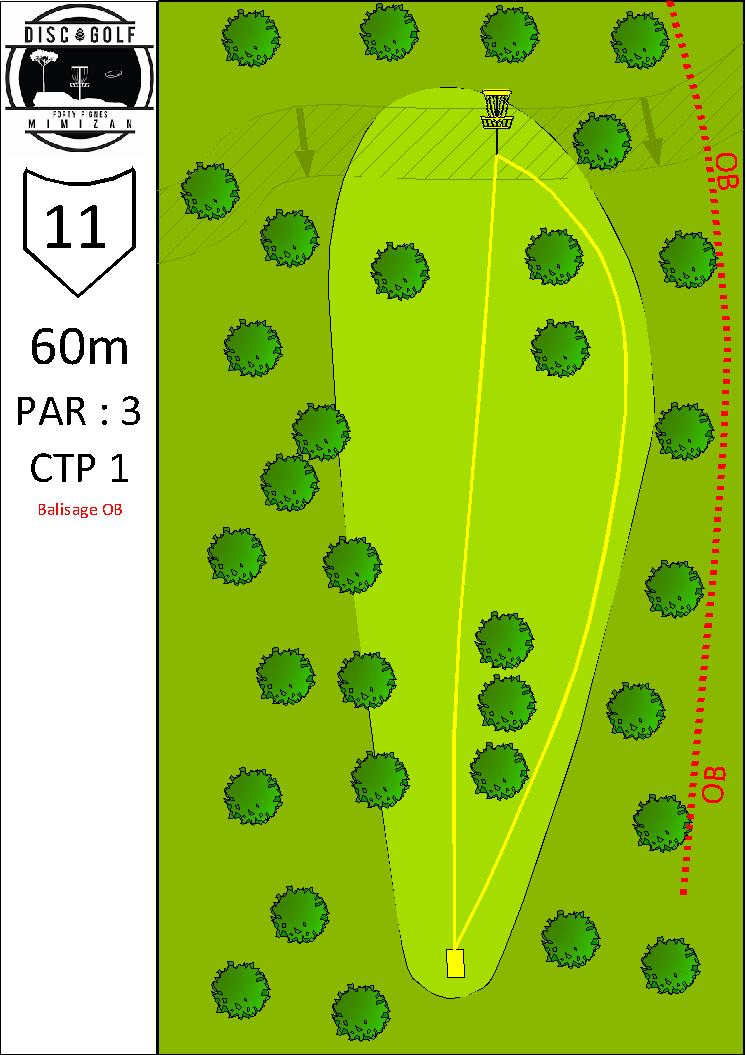 DISC GOLF
FORTY PIGNES
MIMIZAN
11
60m
PAR : 3
CTP 1
Balisage OB
OB
OB